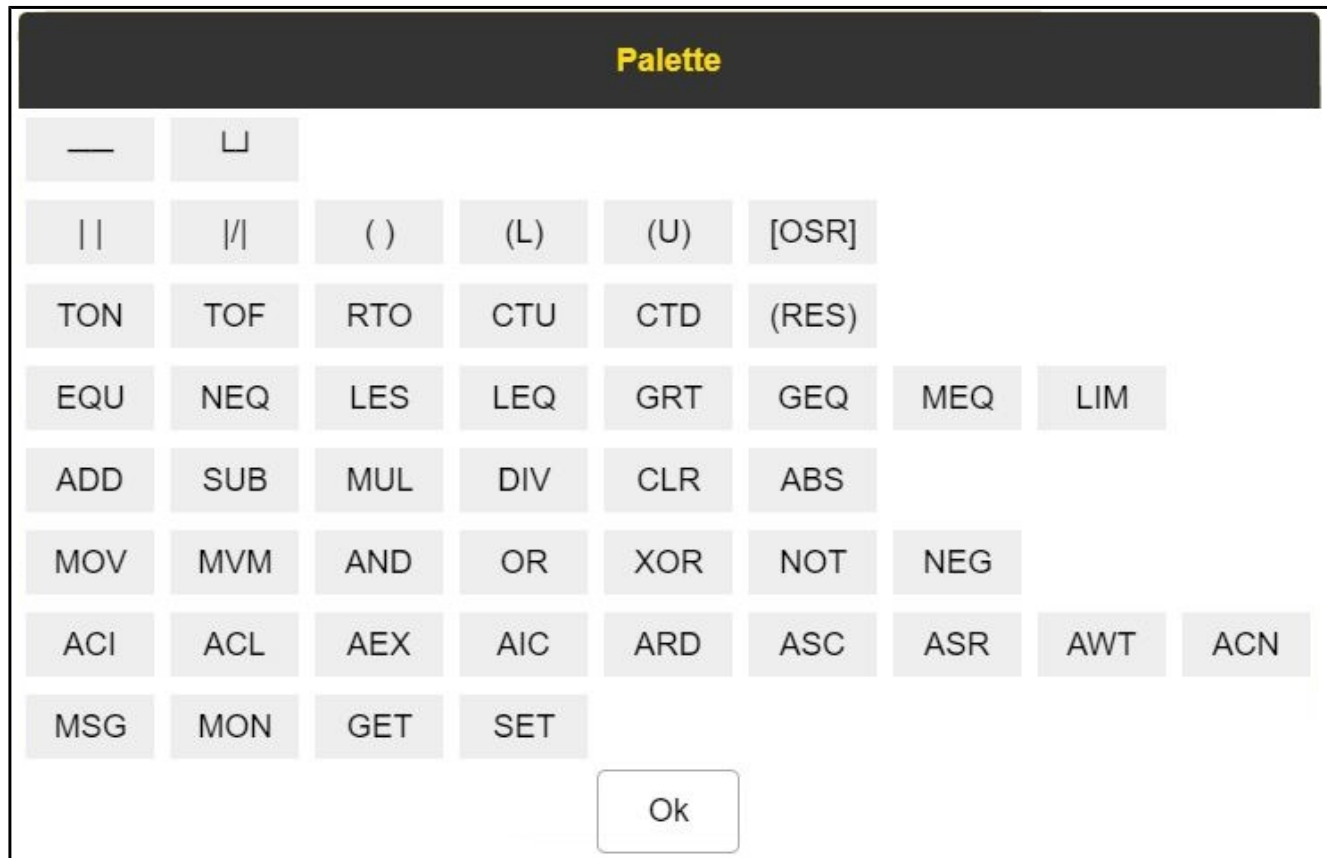 Palette
— ⊔
| | |/| ( ) (L) (U) [OSR]
TON TOF RTO CTU CTD (RES)
EQU NEQ LES LEQ GRT GEQ MEQ LIM
ADD SUB MUL DIV CLR ABS
MOV MVM AND OR XOR NOT NEG
ACI ACL AEX AIC ARD ASC ASR AWT ACN
MSG MON GET SET
Ok